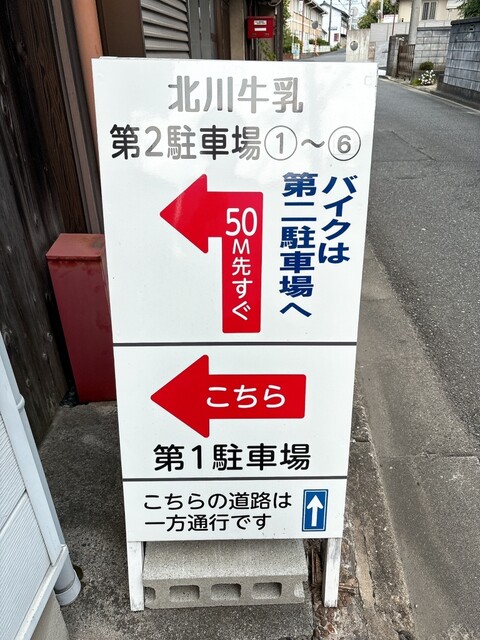 北川牛乳
第2駐車場①~⑥
バイクは
第二駐車場へ
50M先すぐ
こちら
第1駐車場
こちらの道路は
一方通行です